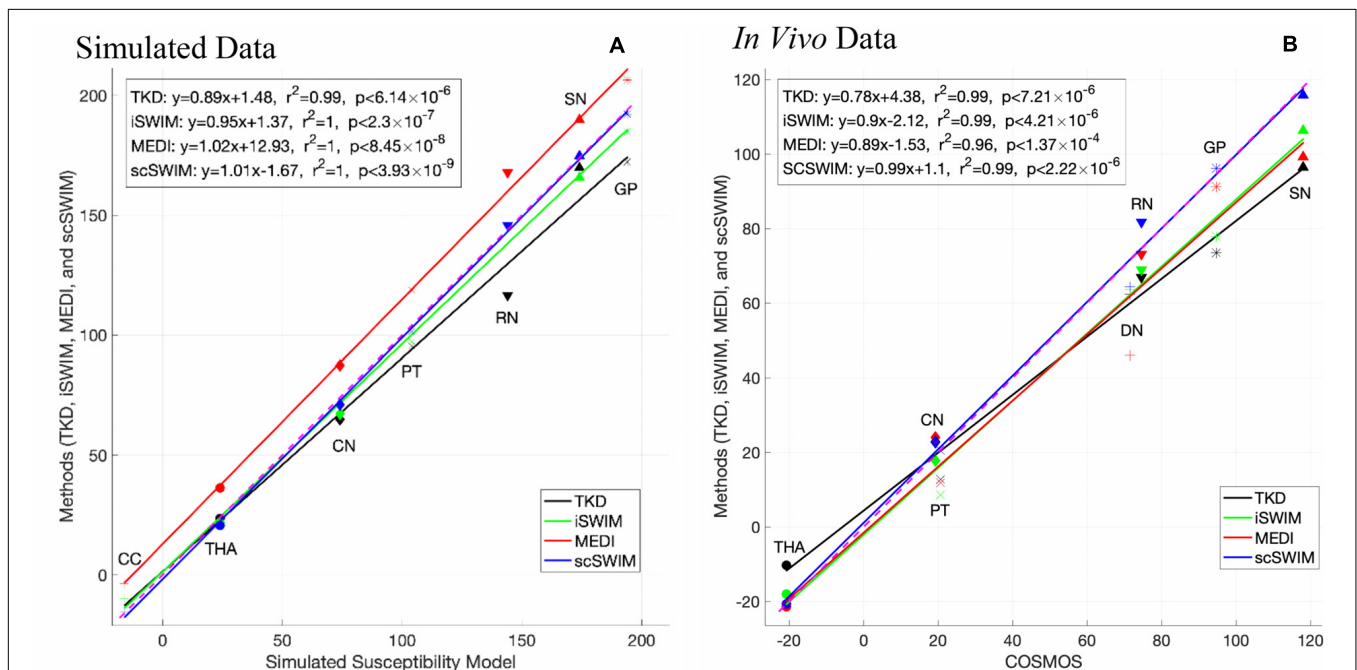 Simulated Data
A
TKD: y=0.89x+1.48, r²=0.99, p<6.14×10⁻⁶
iSWIM: y=0.95x+1.37, r²=1, p<2.3×10⁻⁷
MEDI: y=1.02x+12.93, r²=1, p<8.45×10⁻⁸
scSWIM: y=1.01x-1.67, r²=1, p<3.93×10⁻⁹
Methods (TKD, iSWIM, MEDI, and scSWIM)
200
150
100
50
0
SN
GP
RN
PT
CN
THA
CC
TKD
iSWIM
MEDI
scSWIM
0 50 100 150 200
Simulated Susceptibility Model
In Vivo Data
B
TKD: y=0.78x+4.38, r²=0.99, p<7.21×10⁻⁶
iSWIM: y=0.9x-2.12, r²=0.99, p<4.21×10⁻⁶
MEDI: y=0.89x-1.53, r²=0.96, p<1.37×10⁻⁴
SCSWIM: y=0.99x+1.1, r²=0.99, p<2.22×10⁻⁶
Methods (TKD, iSWIM, MEDI, and scSWIM)
120
100
80
60
40
20
0
-20
GP
SN
RN
DN
CN
PT
THA
TKD
iSWIM
MEDI
scSWIM
-20 0 20 40 60 80 100 120
COSMOS